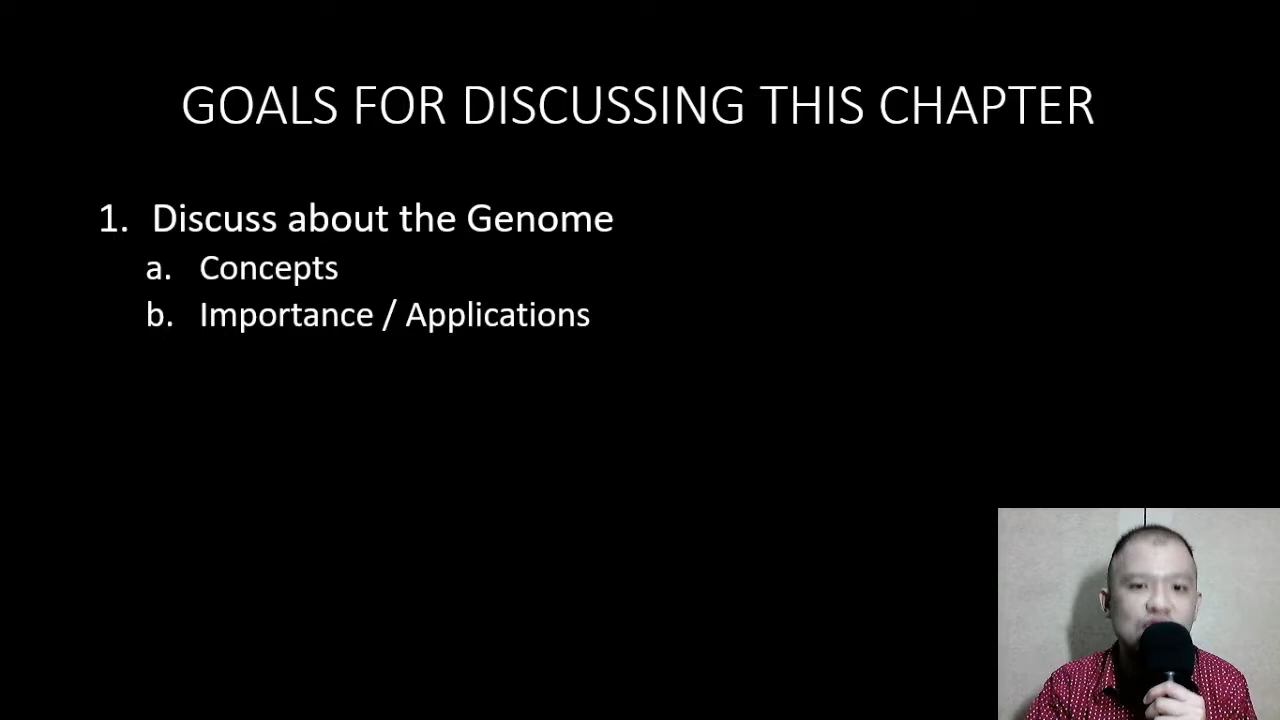 GOALS FOR DISCUSSING THIS CHAPTER
1. Discuss about the Genome
a. Concepts
b. Importance / Applications